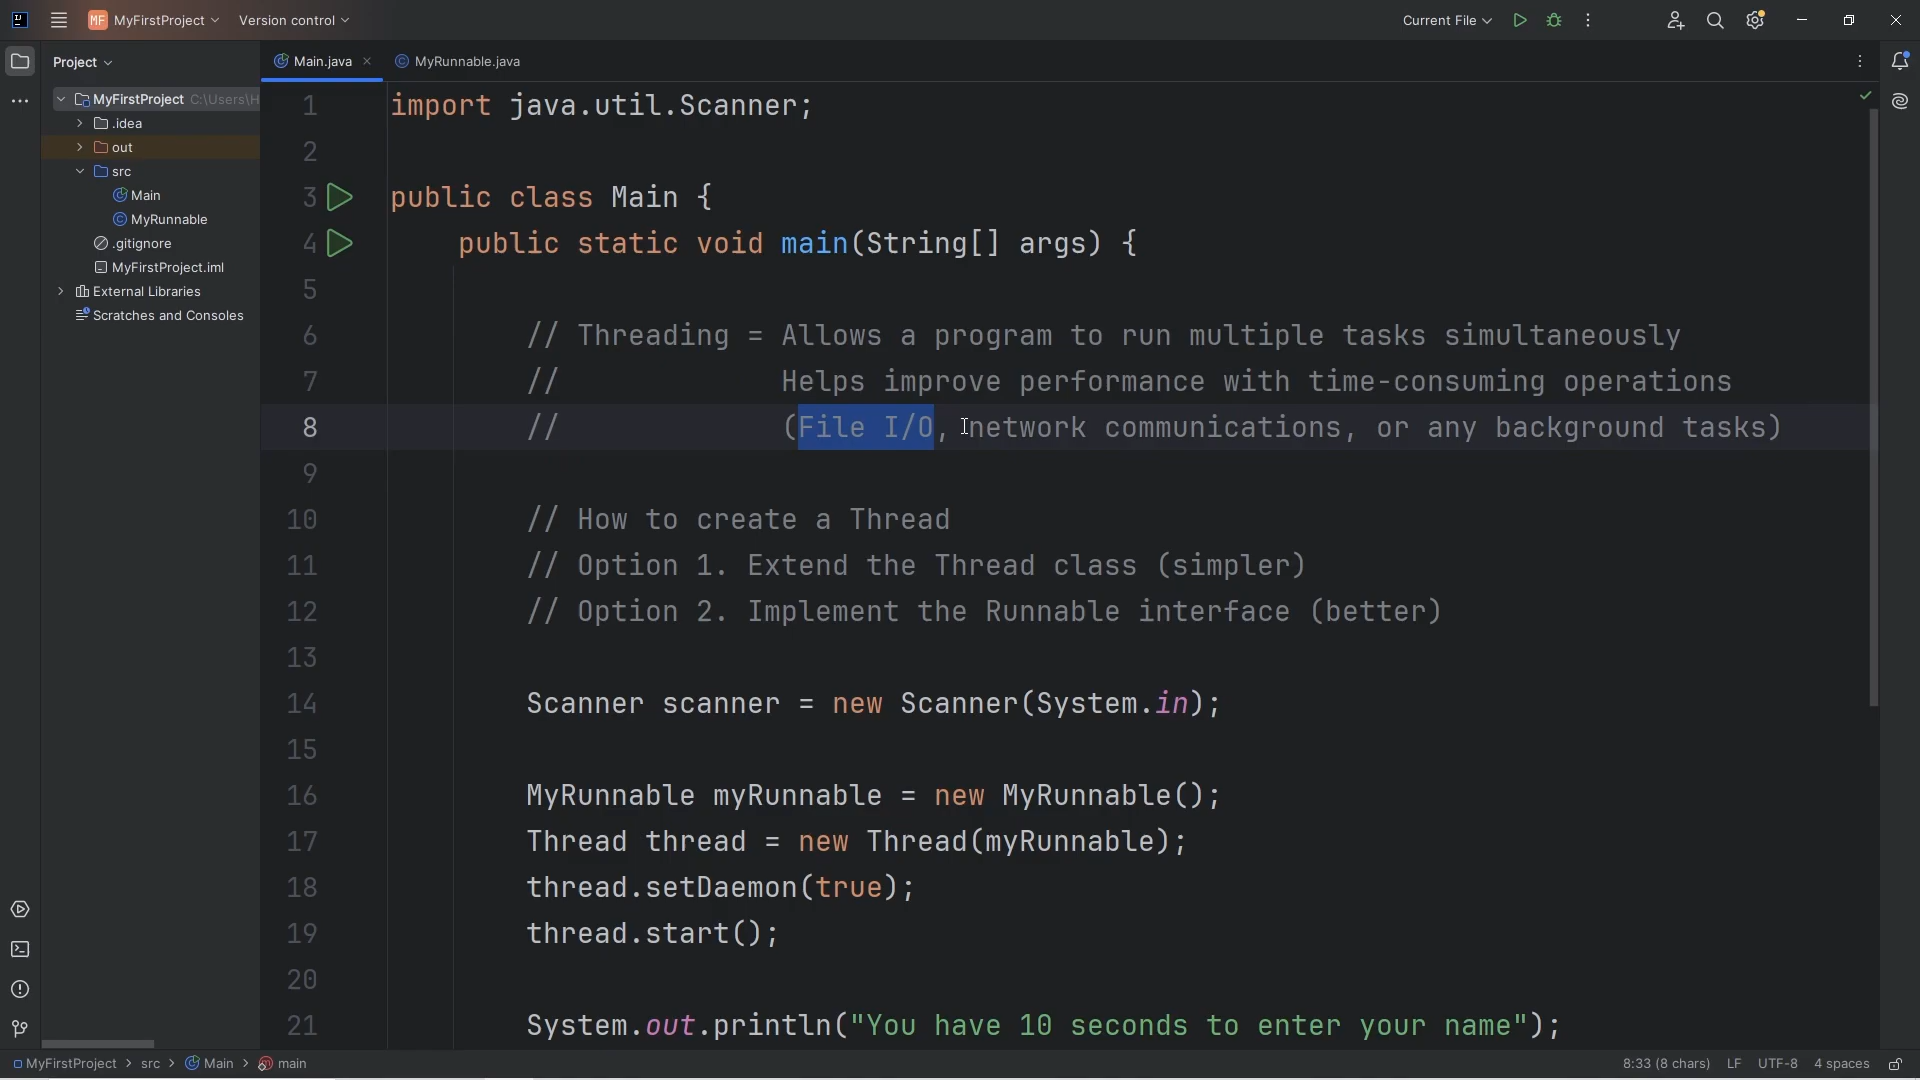 MF MyFirstProject Version control Current File
Project Main.java MyRunnable.java
MyFirstProject C:\Users\H
.idea
out
src
Main
MyRunnable
.gitignore
MyFirstProject.iml
External Libraries
Scratches and Consoles
1 import java.util.Scanner;
2
3 public class Main {
4 public static void main(String[] args) {
5
6 // Threading = Allows a program to run multiple tasks simultaneously
7 // Helps improve performance with time-consuming operations
8 // (File I/O, network communications, or any background tasks)
9
10 // How to create a Thread
11 // Option 1. Extend the Thread class (simpler)
12 // Option 2. Implement the Runnable interface (better)
13
14 Scanner scanner = new Scanner(System.in);
15
16 MyRunnable myRunnable = new MyRunnable();
17 Thread thread = new Thread(myRunnable);
18 thread.setDaemon(true);
19 thread.start();
20
21 System.out.println("You have 10 seconds to enter your name");
MyFirstProject > src > Main > main 8:33 (8 chars) LF UTF-8 4 spaces